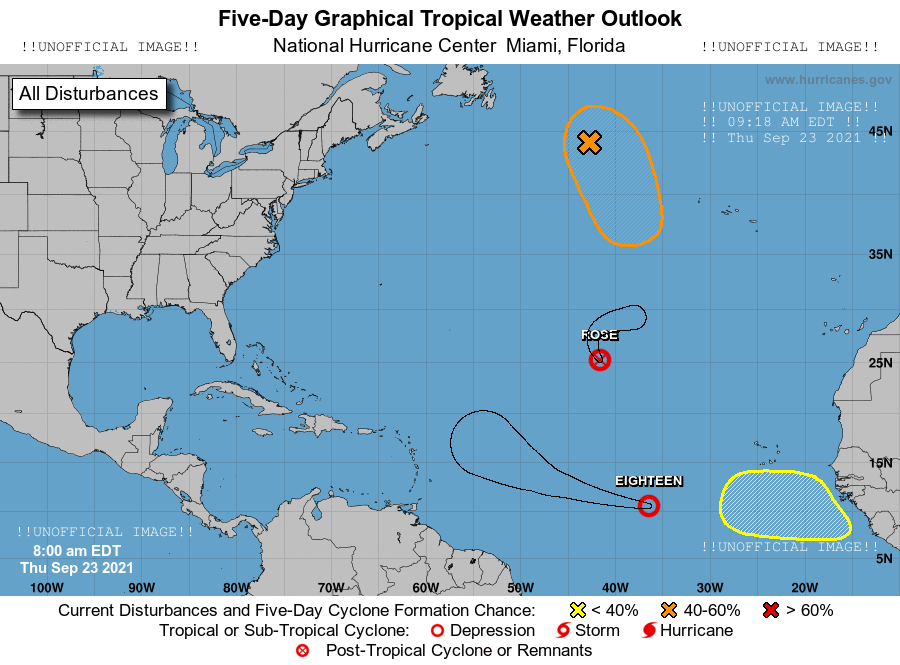 Five-Day Graphical Tropical Weather Outlook
!!UNOFFICIAL IMAGE!! National Hurricane Center Miami, Florida !!UNOFFICIAL IMAGE!!
www.hurricanes.gov
All Disturbances
!!UNOFFICIAL IMAGE!!
!! 09:18 AM EDT !!
!! Thu Sep 23 2021 !!
45N
35N
ROSE
25N
15N
EIGHTEEN
!!UNOFFICIAL IMAGE!!
8:00 am EDT
!!UNOFFICIAL IMAGE!!
5N
Thu Sep 23 2021
100W 90W 80W 70W 60W 50W 40W 30W 20W
Current Disturbances and Five-Day Cyclone Formation Chance: < 40% 40-60% > 60%
Tropical or Sub-Tropical Cyclone: Depression Storm Hurricane
Post-Tropical Cyclone or Remnants